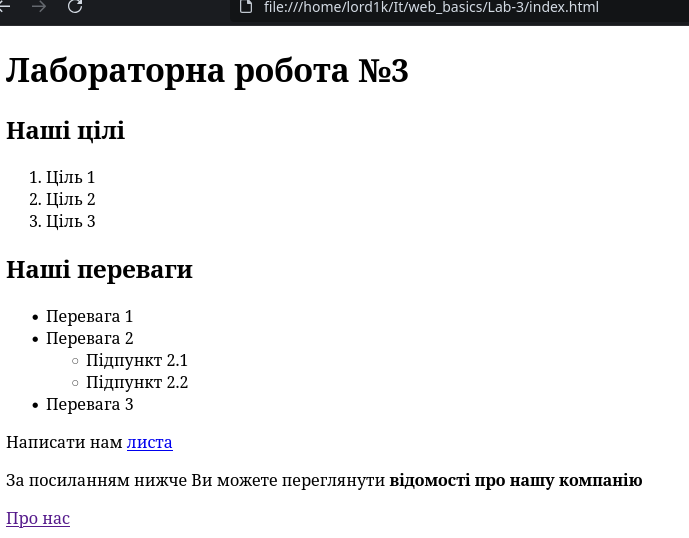 file:///home/lord1k/It/web_basics/Lab-3/index.html
Лабораторна робота №3
Наші цілі
1. Ціль 1
2. Ціль 2
3. Ціль 3
Наші переваги
• Перевага 1
• Перевага 2
◦ Підпункт 2.1
◦ Підпункт 2.2
• Перевага 3
Написати нам листа
За посиланням нижче Ви можете переглянути відомості про нашу компанію
Про нас